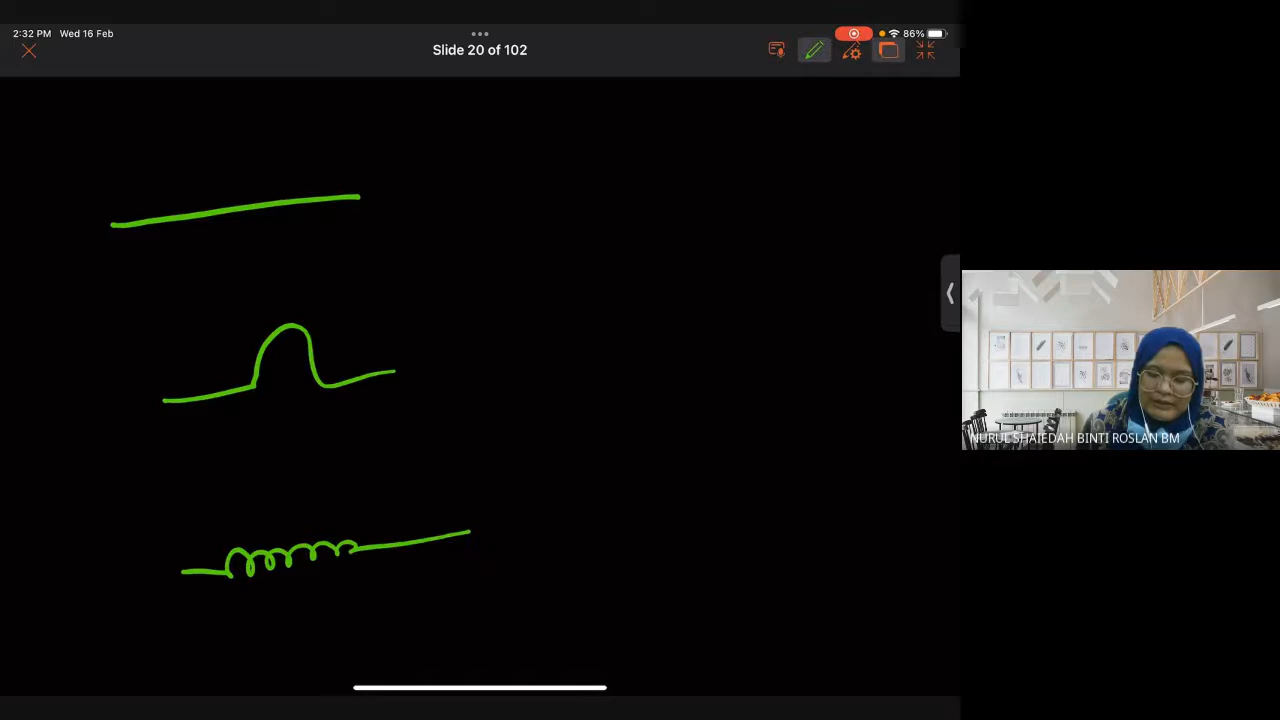 2:32 PM Wed 16 Feb
86%
Slide 20 of 102
NURUL SHAIEDAH BINTI ROSLAN BM